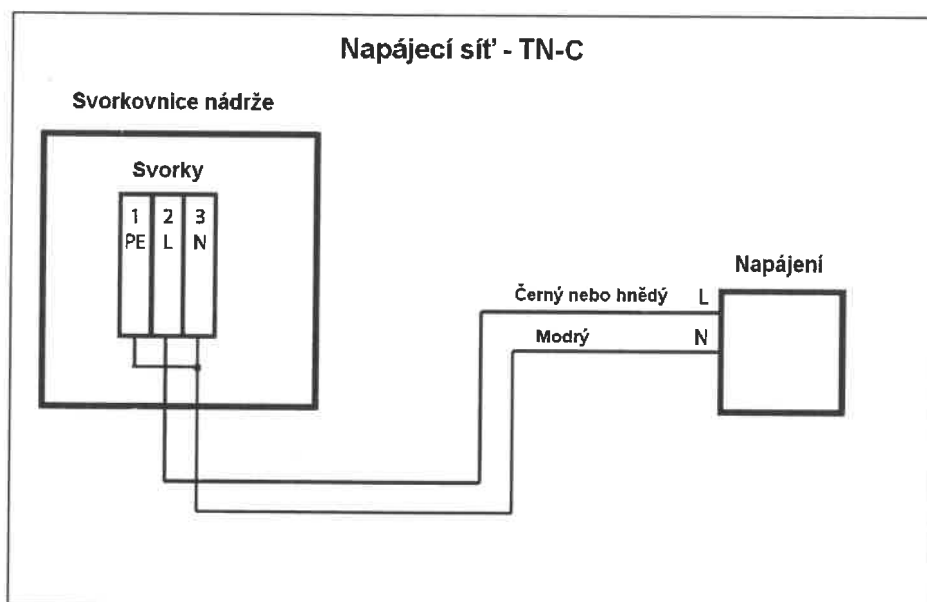 Napájecí síť - TN-C
Svorkovnice nádrže
Svorky
1 2 3
PE L N
Napájení
Černý nebo hnědý L
Modrý N